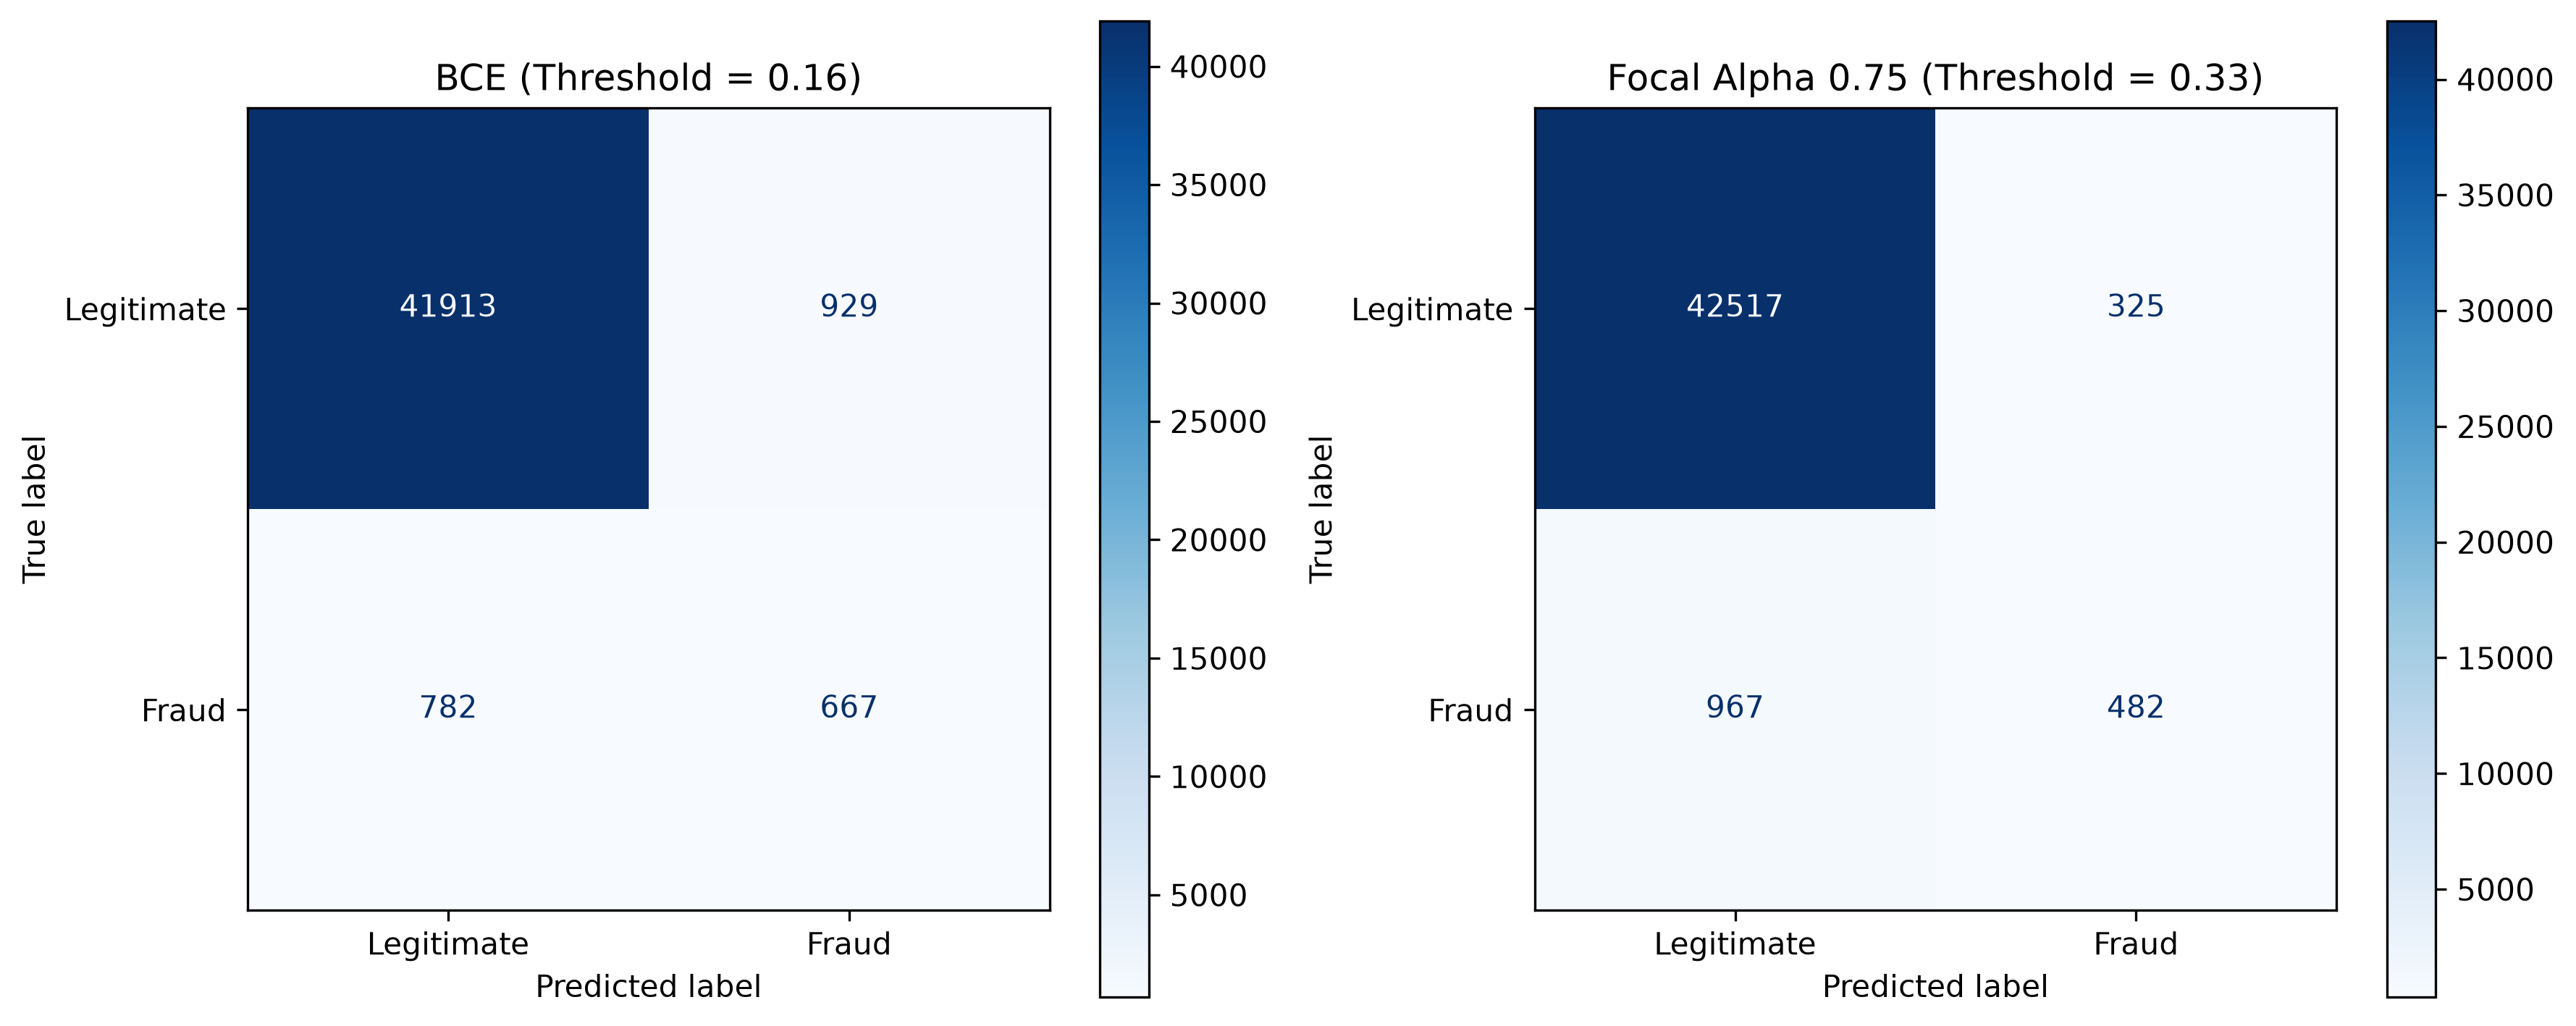 BCE (Threshold = 0.16)
True label
Legitimate
41913
929
Fraud
782
667
Legitimate
Fraud
Predicted label
40000
35000
30000
25000
20000
15000
10000
5000
Focal Alpha 0.75 (Threshold = 0.33)
True label
Legitimate
42517
325
Fraud
967
482
Legitimate
Fraud
Predicted label
40000
35000
30000
25000
20000
15000
10000
5000